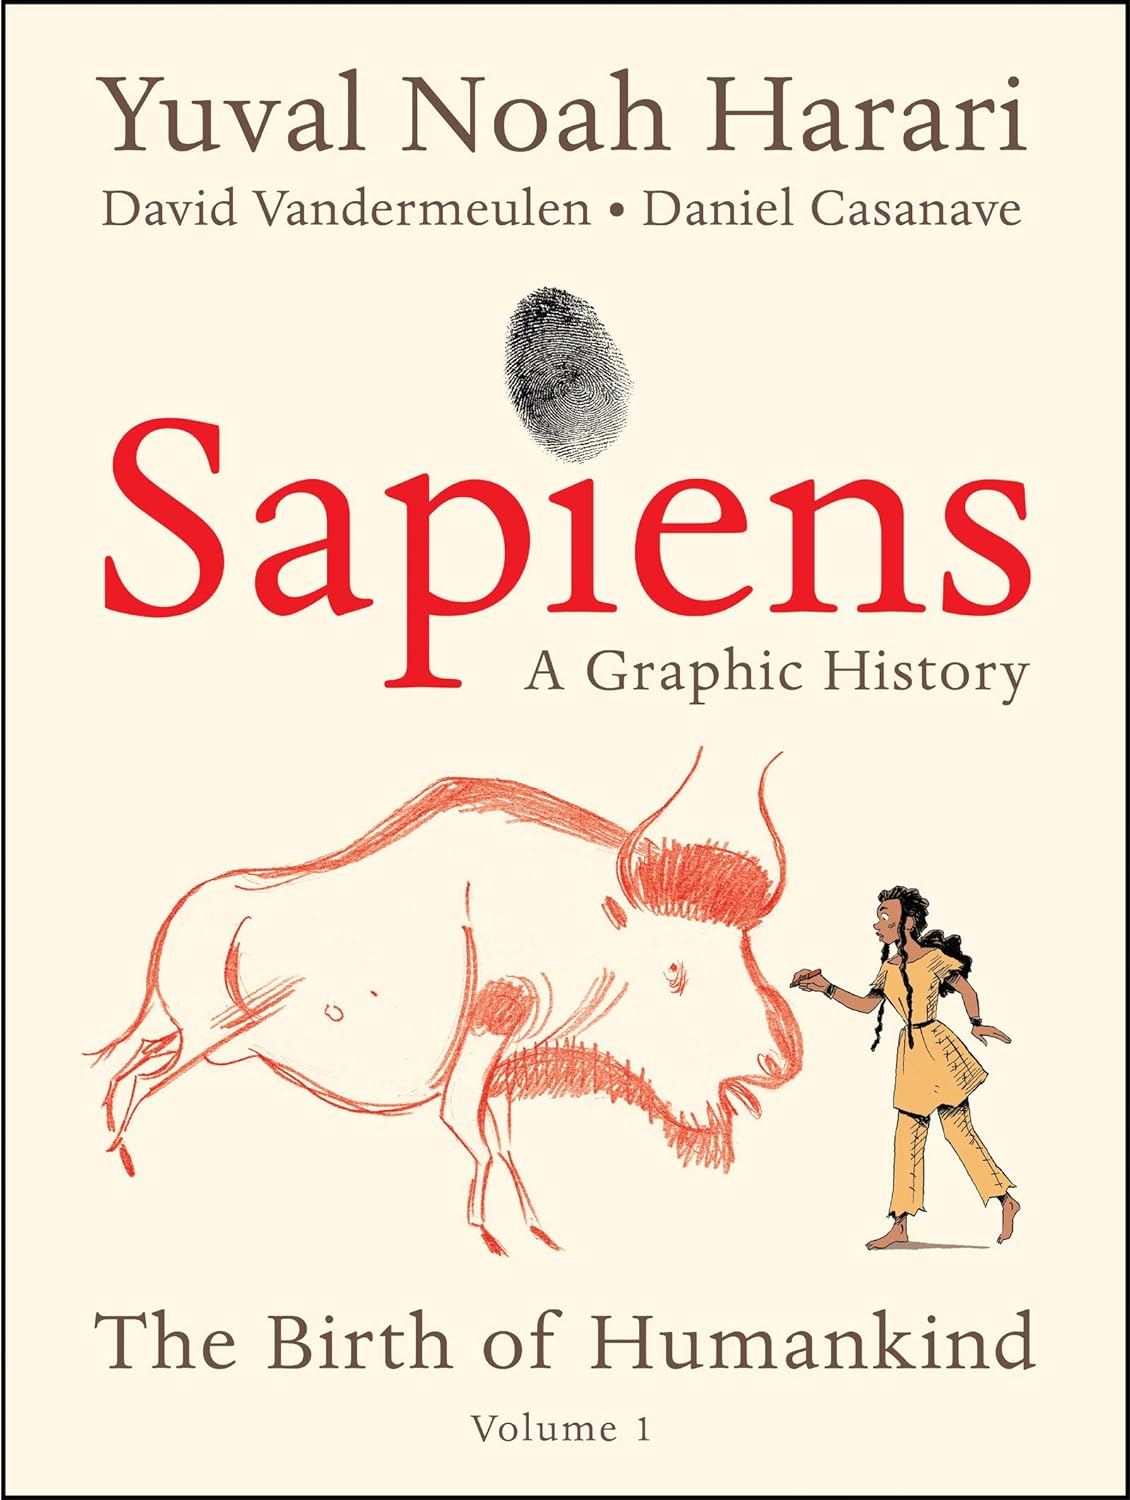 Yuval Noah Harari
David Vandermeulen • Daniel Casanave
Sapiens
A Graphic History
The Birth of Humankind
Volume 1